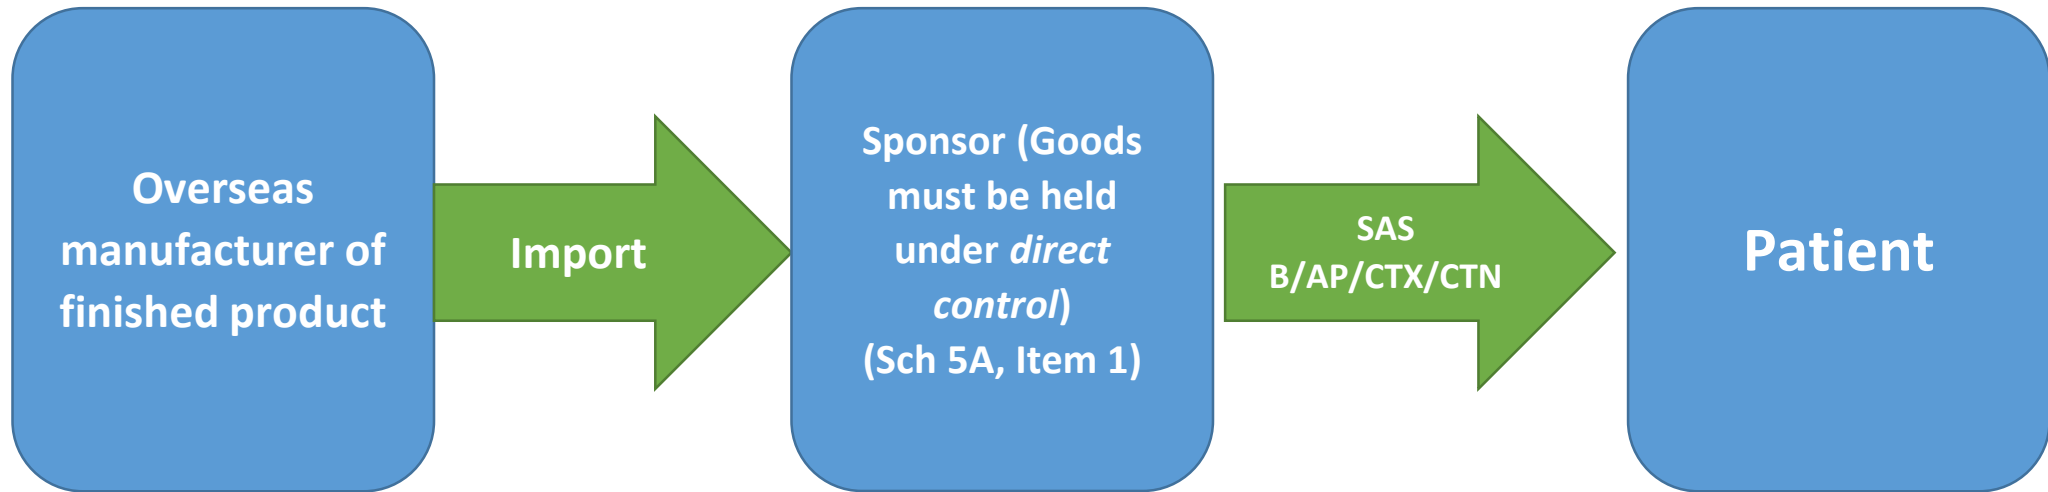 Overseas
manufacturer of
finished product
Import
Sponsor (Goods
must be held
under direct
control)
(Sch 5A, Item 1)
SAS
B/AP/CTX/CTN
Patient